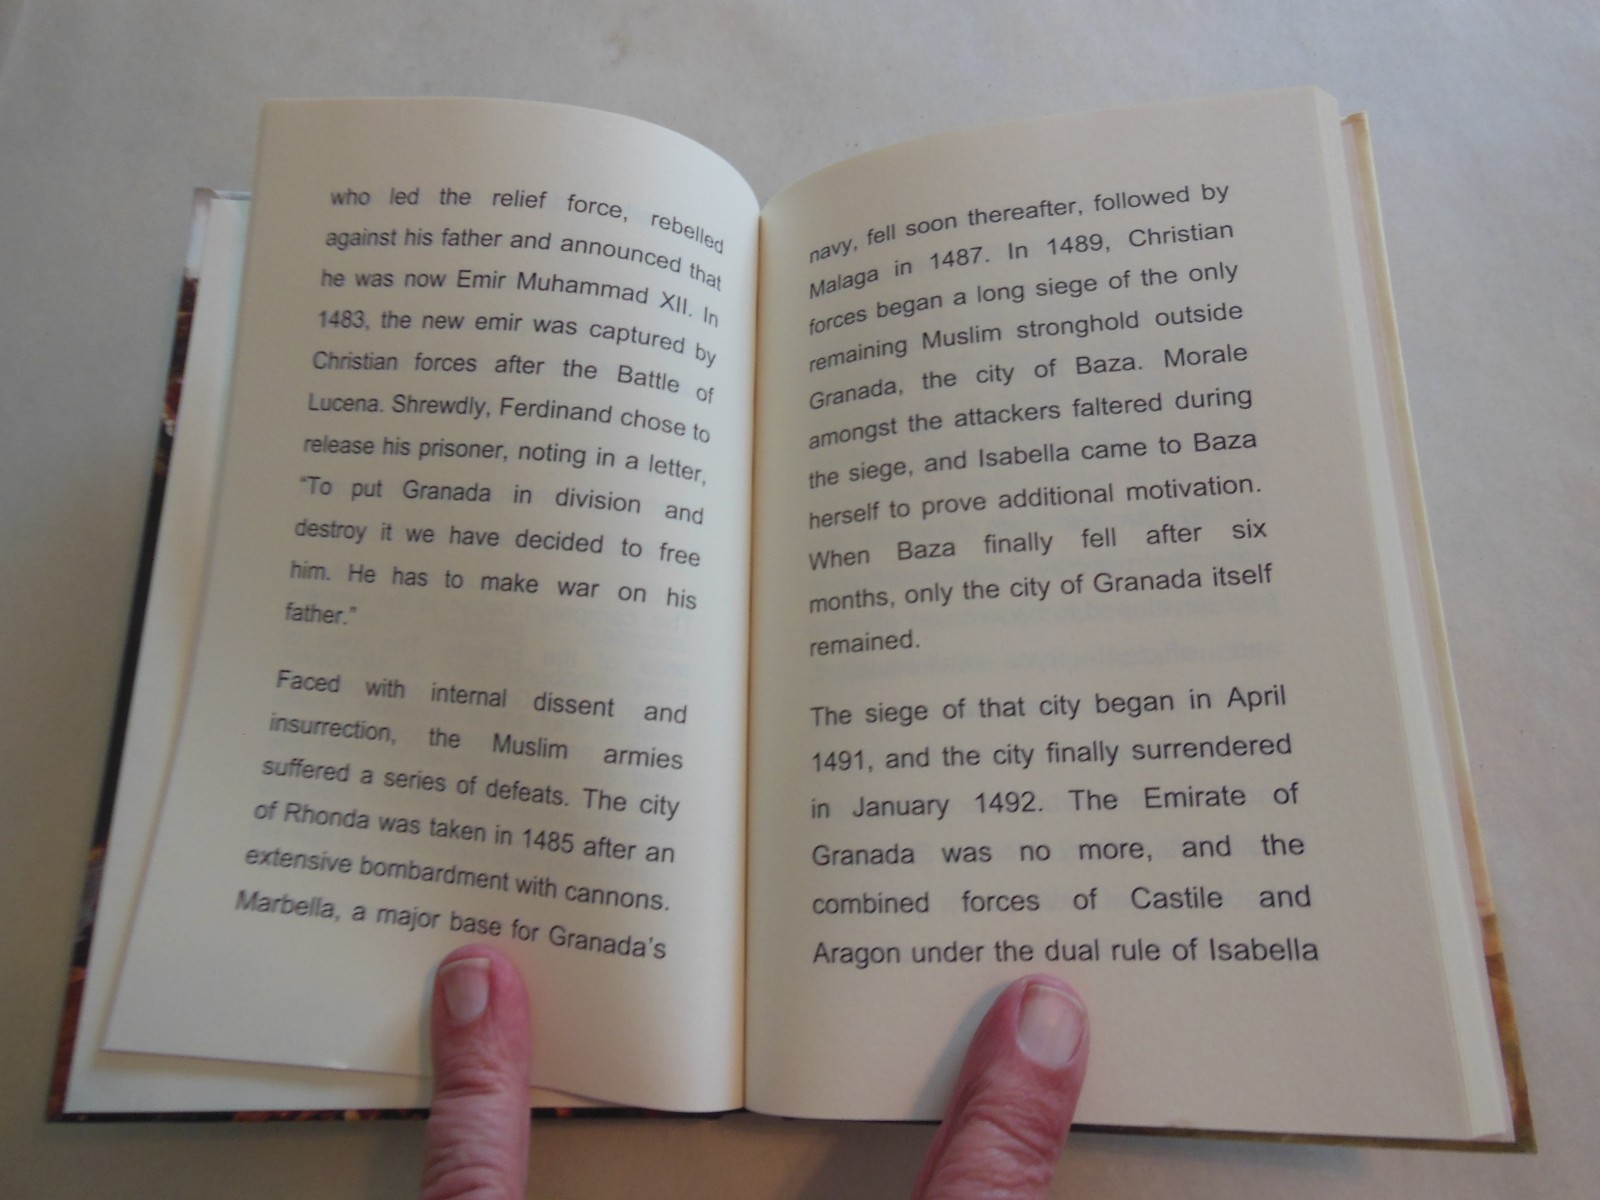 who led the relief force, rebelled
against his father and announced that
he was now Emir Muhammad XII. In
1483, the new emir was captured by
Christian forces after the Battle of
Lucena. Shrewdly, Ferdinand chose to
release his prisoner, noting in a letter,
“To put Granada in division and
destroy it we have decided to free
him. He has to make war on his
father.”
Faced with internal dissent and
insurrection, the Muslim armies
suffered a series of defeats. The city
of Rhonda was taken in 1485 after an
extensive bombardment with cannons.
Marbella, a major base for Granada’s
navy, fell soon thereafter, followed by
Malaga in 1487. In 1489, Christian
forces began a long siege of the only
remaining Muslim stronghold outside
Granada, the city of Baza. Morale
amongst the attackers faltered during
the siege, and Isabella came to Baza
herself to prove additional motivation.
When Baza finally fell after six
months, only the city of Granada itself
remained.
The siege of that city began in April
1491, and the city finally surrendered
in January 1492. The Emirate of
Granada was no more, and the
combined forces of Castile and
Aragon under the dual rule of Isabella